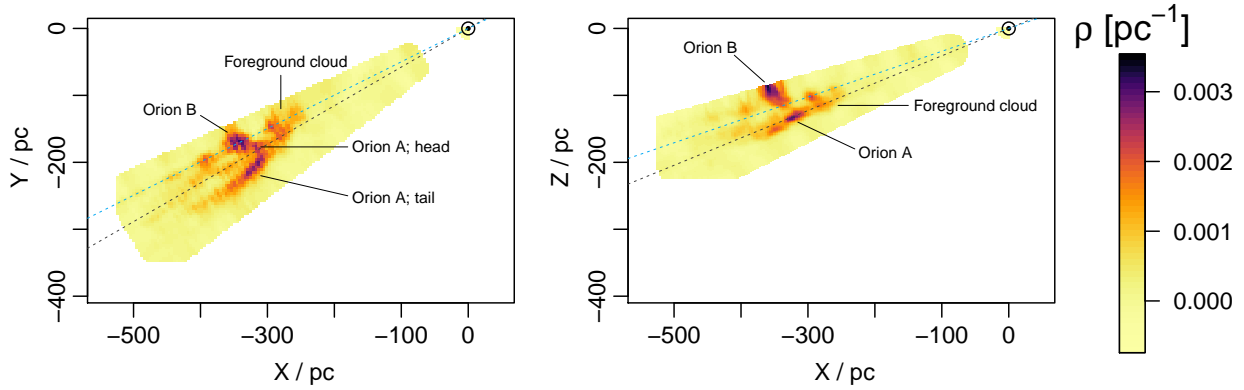 ρ [pc−1]
Foreground cloud
Orion B
Orion A; head
Orion A; tail
Y / pc
0
−200
−400
−500
−300
−100
0
X / pc
Orion B
Foreground cloud
Orion A
Z / pc
0
−200
−400
−500
−300
−100
0
X / pc
0.003
0.002
0.001
0.000